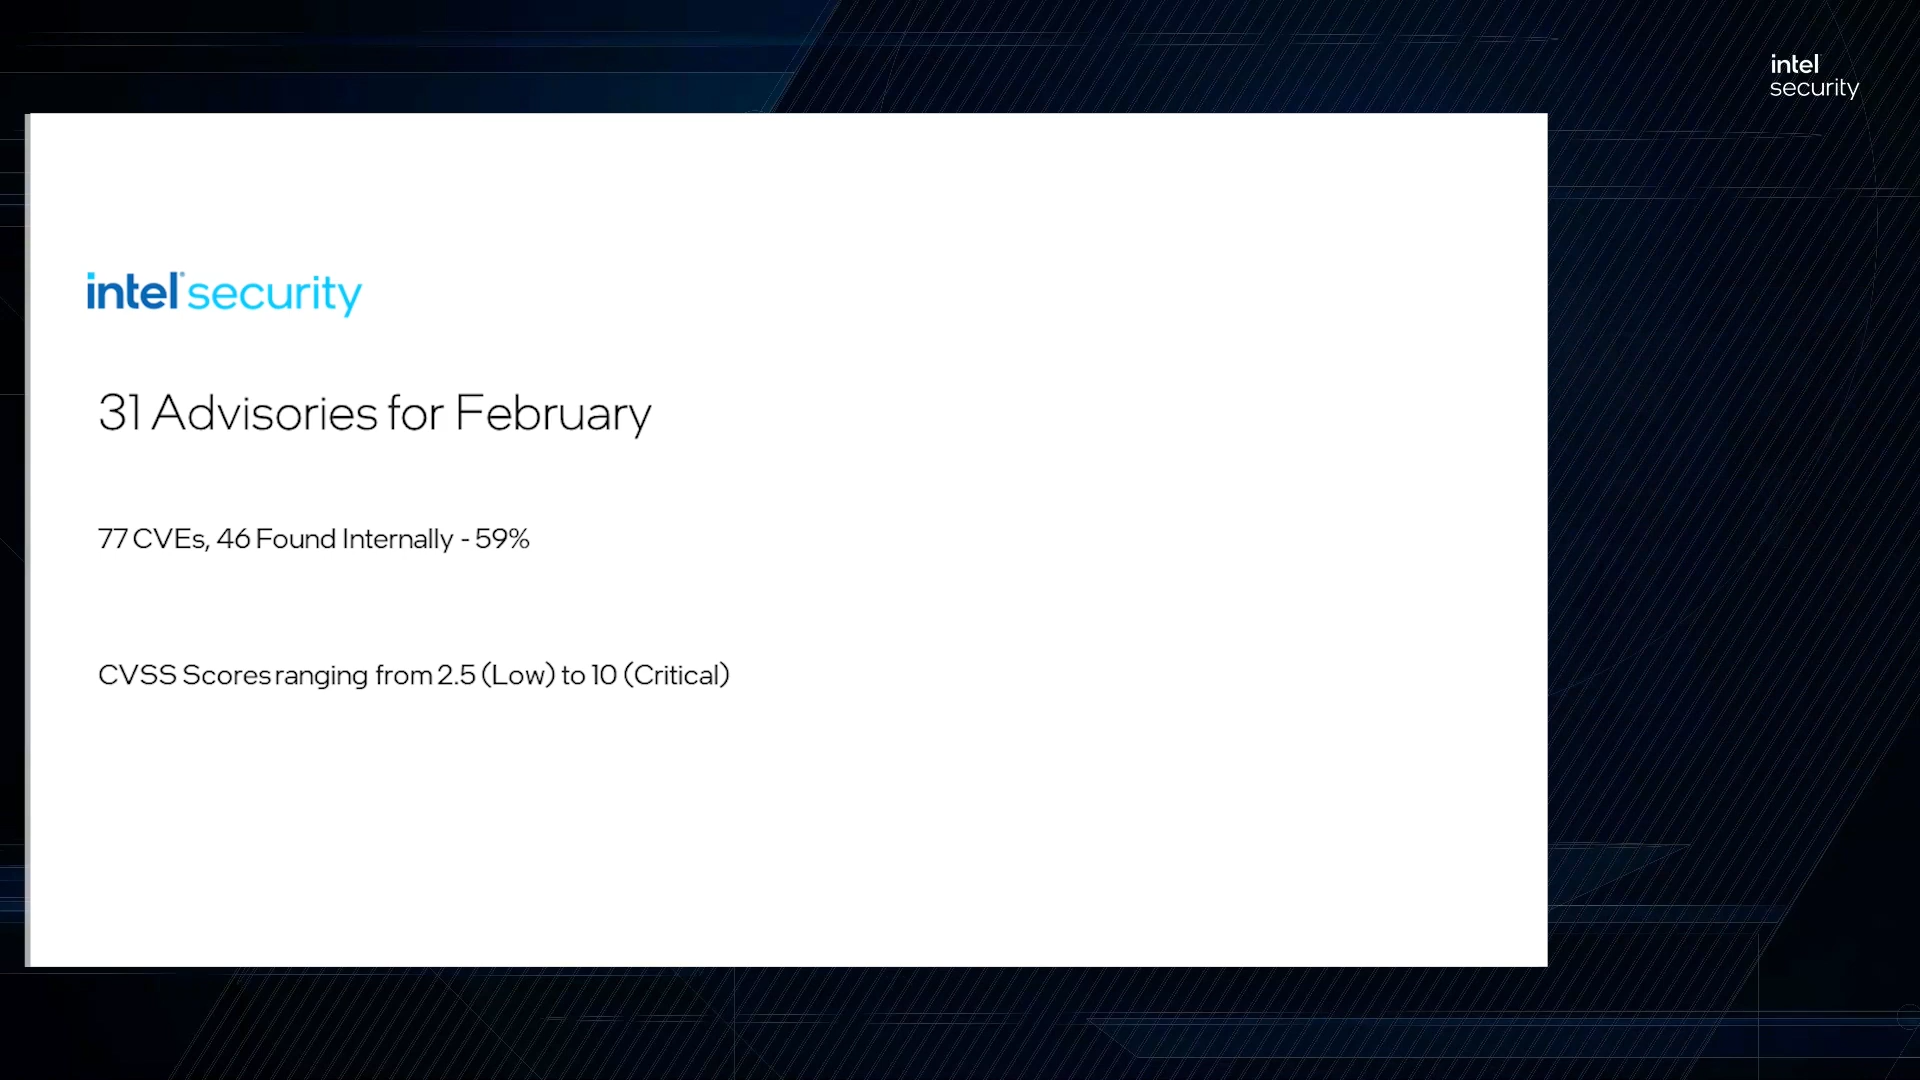 intel
security
intel security
31 Advisories for February
77 CVEs, 46 Found Internally - 59%
CVSS Scores ranging from 2.5 (Low) to 10 (Critical)